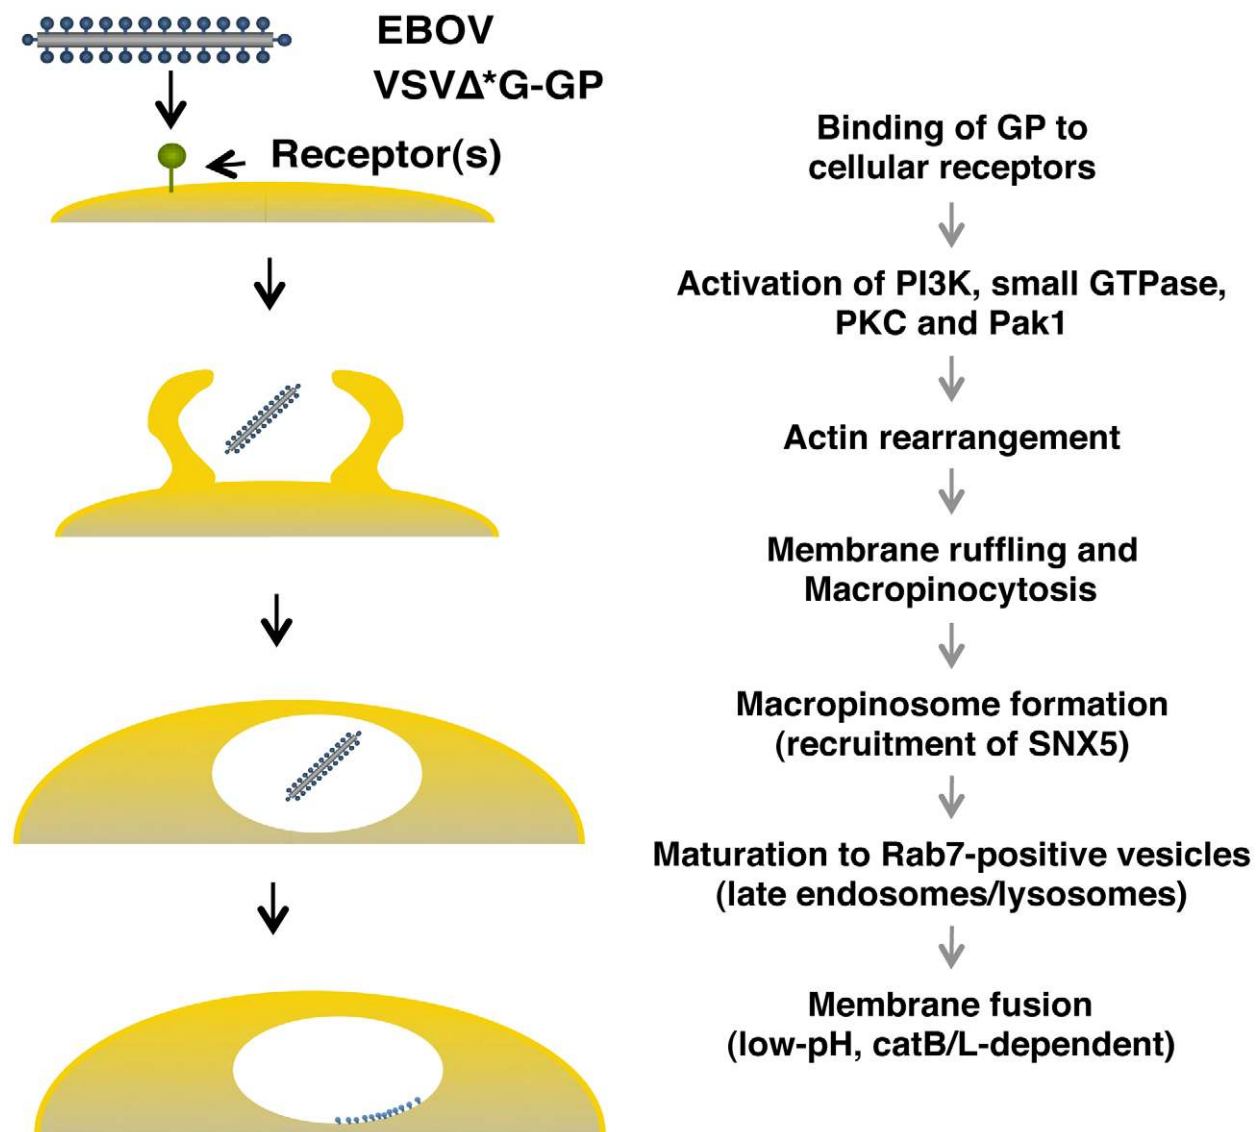 EBOV
VSVΔ*G-GP
Receptor(s)
Binding of GP to
cellular receptors
Activation of PI3K, small GTPase,
PKC and Pak1
Actin rearrangement
Membrane ruffling and
Macropinocytosis
Macropinosome formation
(recruitment of SNX5)
Maturation to Rab7-positive vesicles
(late endosomes/lysosomes)
Membrane fusion
(low-pH, catB/L-dependent)